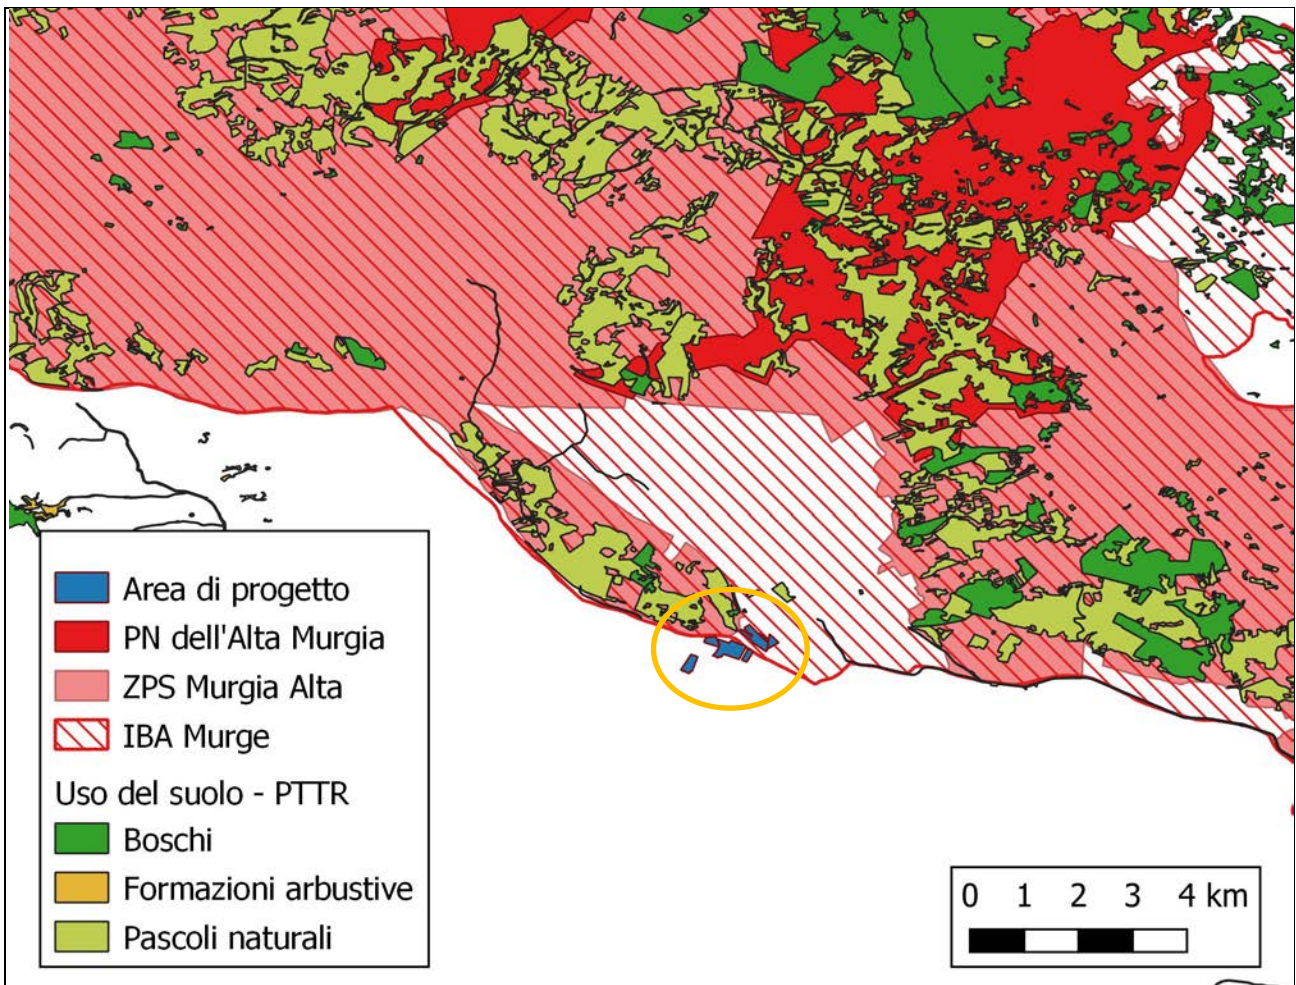 Area di progetto
PN dell'Alta Murgia
ZPS Murgia Alta
IBA Murge
Uso del suolo - PTTR
Boschi
Formazioni arbustive
Pascoli naturali
0 1 2 3 4 km